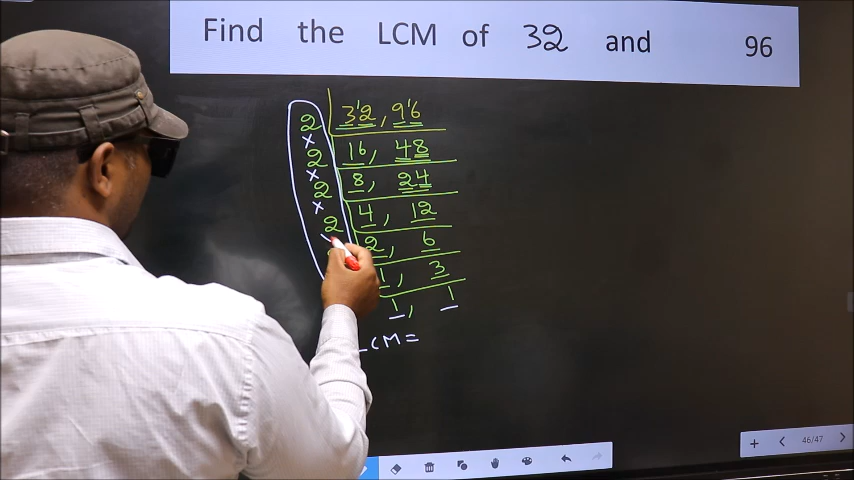 Find the LCM of 32 and 96
2 32, 96
× 
2 16, 48
×
2 8, 24
×
2 4, 12
×
2, 6
1, 3
1, 1
LCM =
+ < 46/47 >